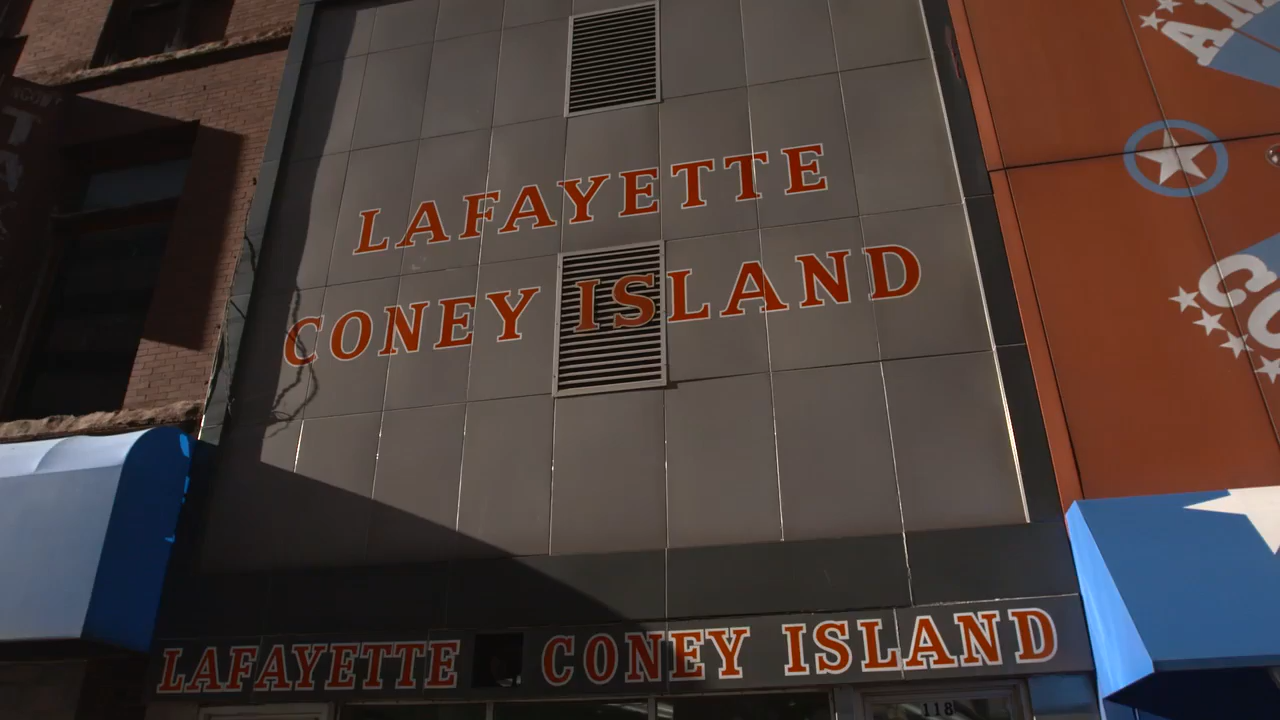 LAFAYETTE
CONEY ISLAND
LAFAYETTE CONEY ISLAND
118